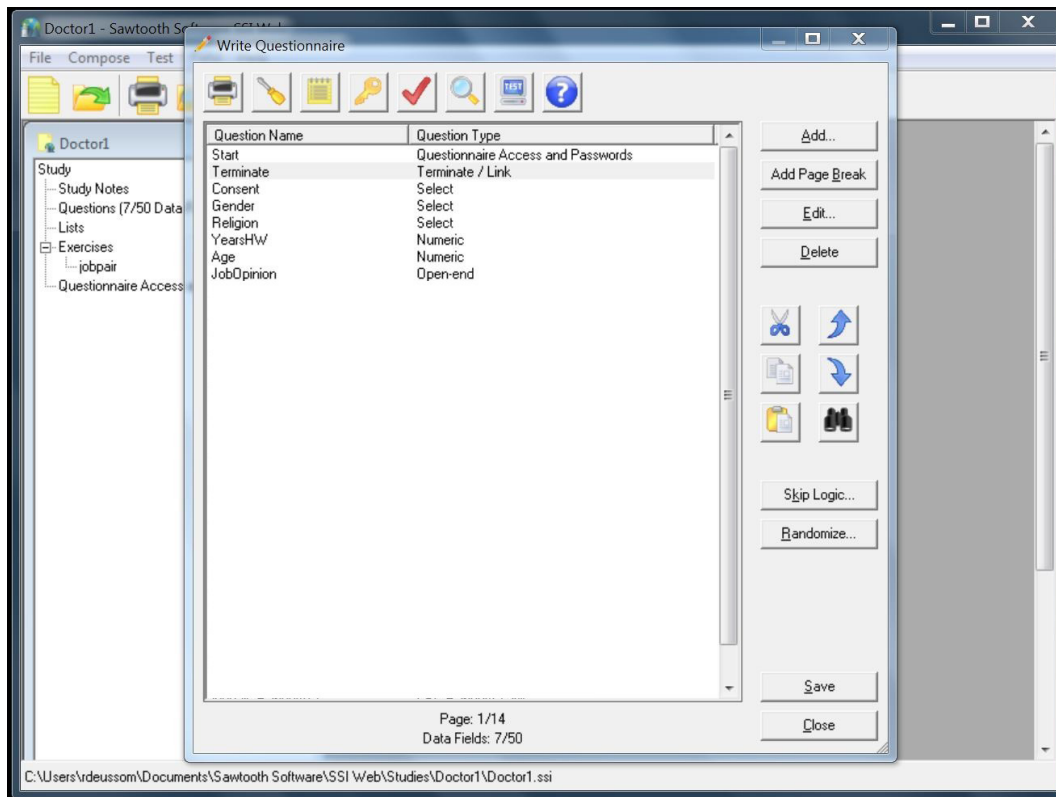 Doctor1 - Sawtooth
Write Questionnaire
File Compose Test
TEST
Doctor1
Study
Study Notes
Questions (7/50 Data
Lists
Exercises
jobpair
Questionnaire Access
Question Name Question Type
Start Questionnaire Access and Passwords
Terminate Terminate / Link
Consent Select
Gender Select
Religion Select
YearsHW Numeric
Age Numeric
JobOpinion Open-end
Add...
Add Page Break
Edit...
Delete
Skip Logic...
Randomize...
Save
Close
Page: 1/14
Data Fields: 7/50
C:\Users\rdeussom\Documents\Sawtooth Software\SSI Web\Studies\Doctor1\Doctor1.ssi